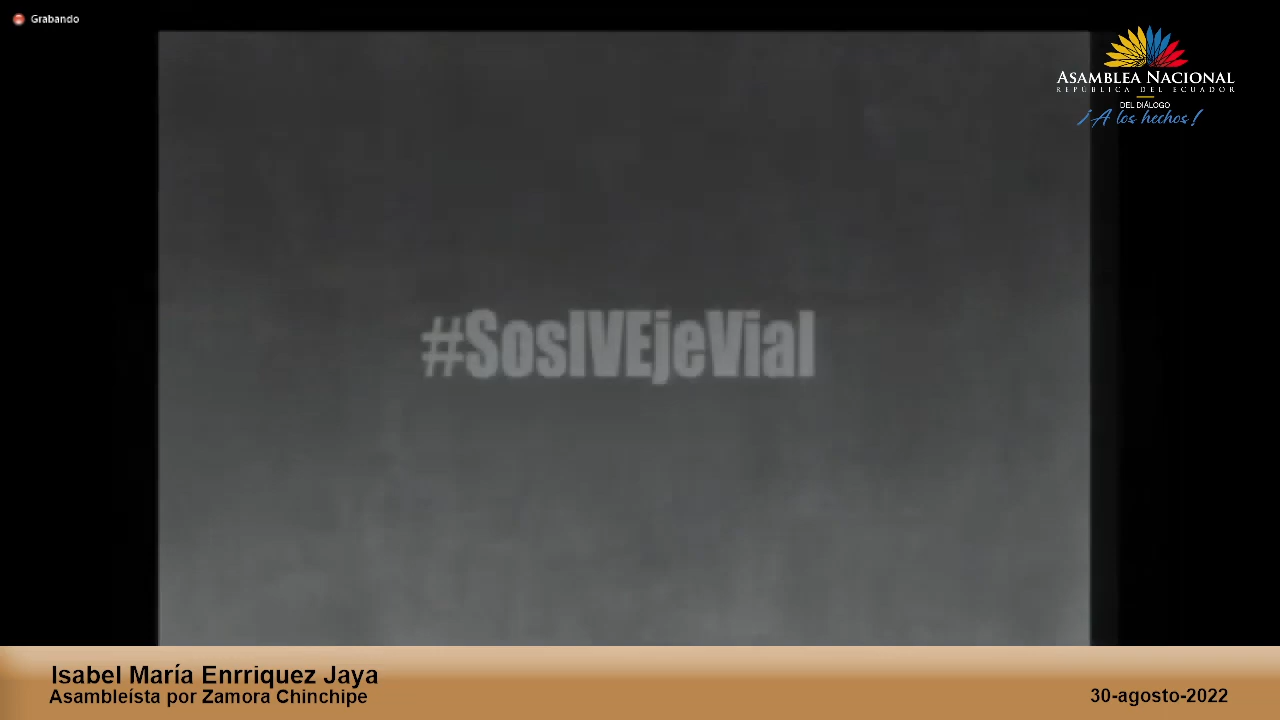 Grabando
ASAMBLEA NACIONAL
REPÚBLICA DEL ECUADOR
DEL DIÁLOGO
¡A los hechos!
#SosIVEjeVial
Isabel María Enrriquez Jaya
Asambleísta por Zamora Chinchipe
30-agosto-2022